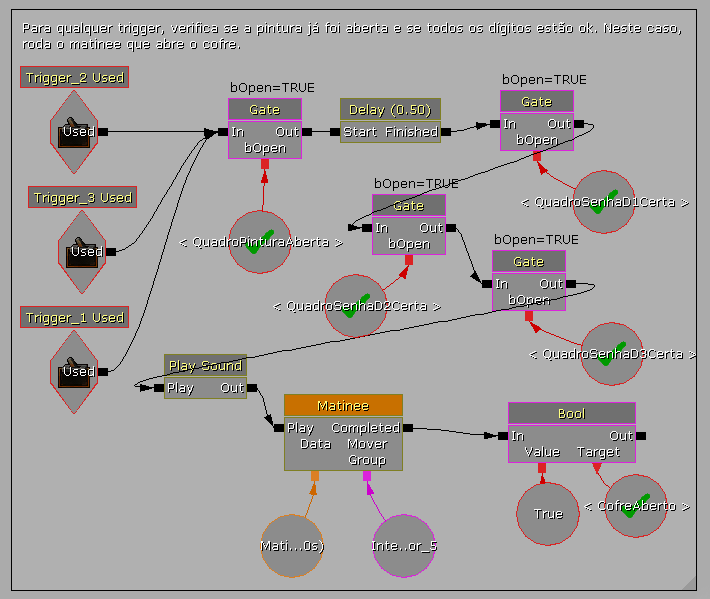 Para qualquer trigger, verifica se a pintura já foi aberta e se todos os dígitos estão ok. Neste caso,
roda o matinee que abre o cofre.
Trigger_2 Used
Used
Trigger_3 Used
Used
Trigger_1 Used
Used
bOpen=TRUE
Gate
In Out
bOpen
< QuadroPinturaAberta >
Delay (0.50)
Start Finished
bOpen=TRUE
Gate
In Out
bOpen
< QuadroSenhaD1Certa >
bOpen=TRUE
Gate
In Out
bOpen
< QuadroSenhaD2Certa >
bOpen=TRUE
Gate
In Out
bOpen
< QuadroSenhaD3Certa >
Play Sound
Play Out
Matinee
Play Completed
Data Mover
Group
Mati...0s)
Inte..or_5
Bool
In Out
Value Target
True
< CofreAberto >